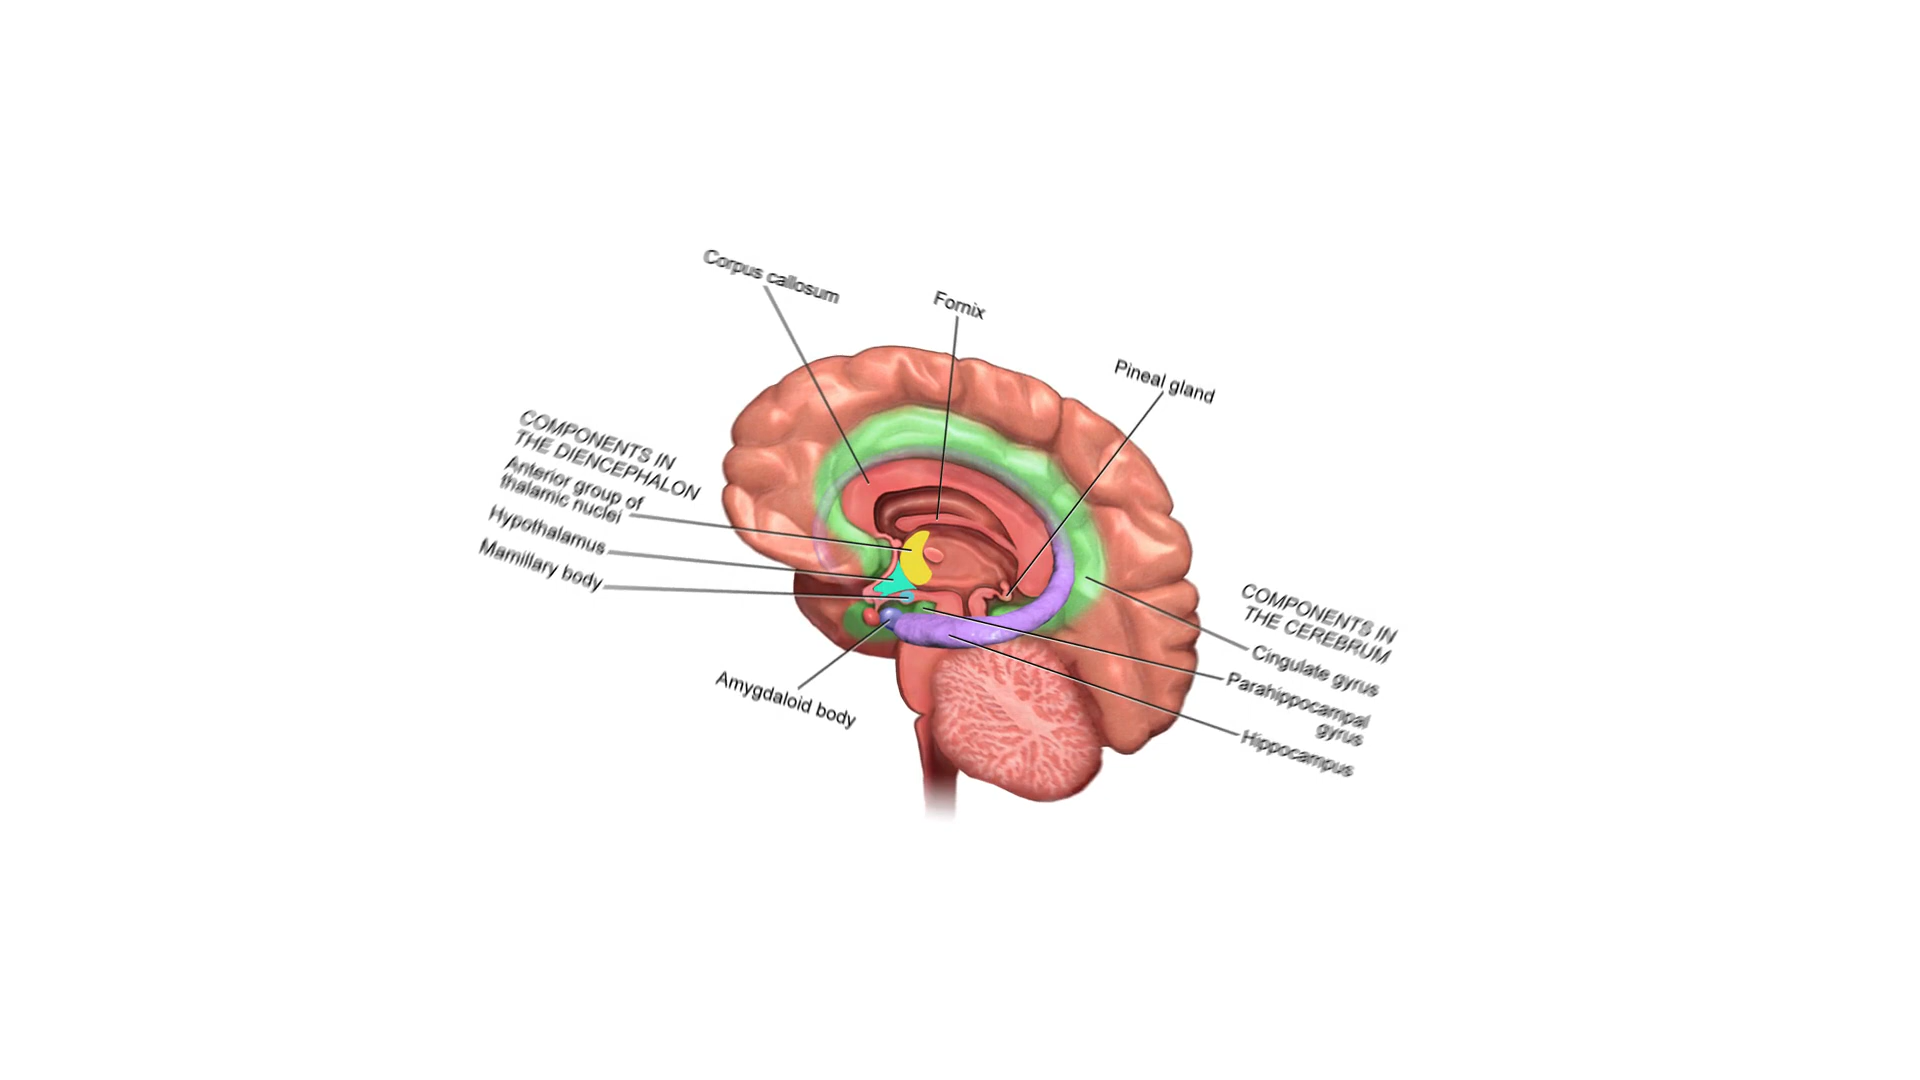 Corpus callosum
Fornix
Pineal gland
COMPONENTS IN
THE DIENCEPHALON
Anterior group of
thalamic nuclei
Hypothalamus
Mamillary body
Amygdaloid body
COMPONENTS IN
THE CEREBRUM
Cingulate gyrus
Parahippocampal
gyrus
Hippocampus